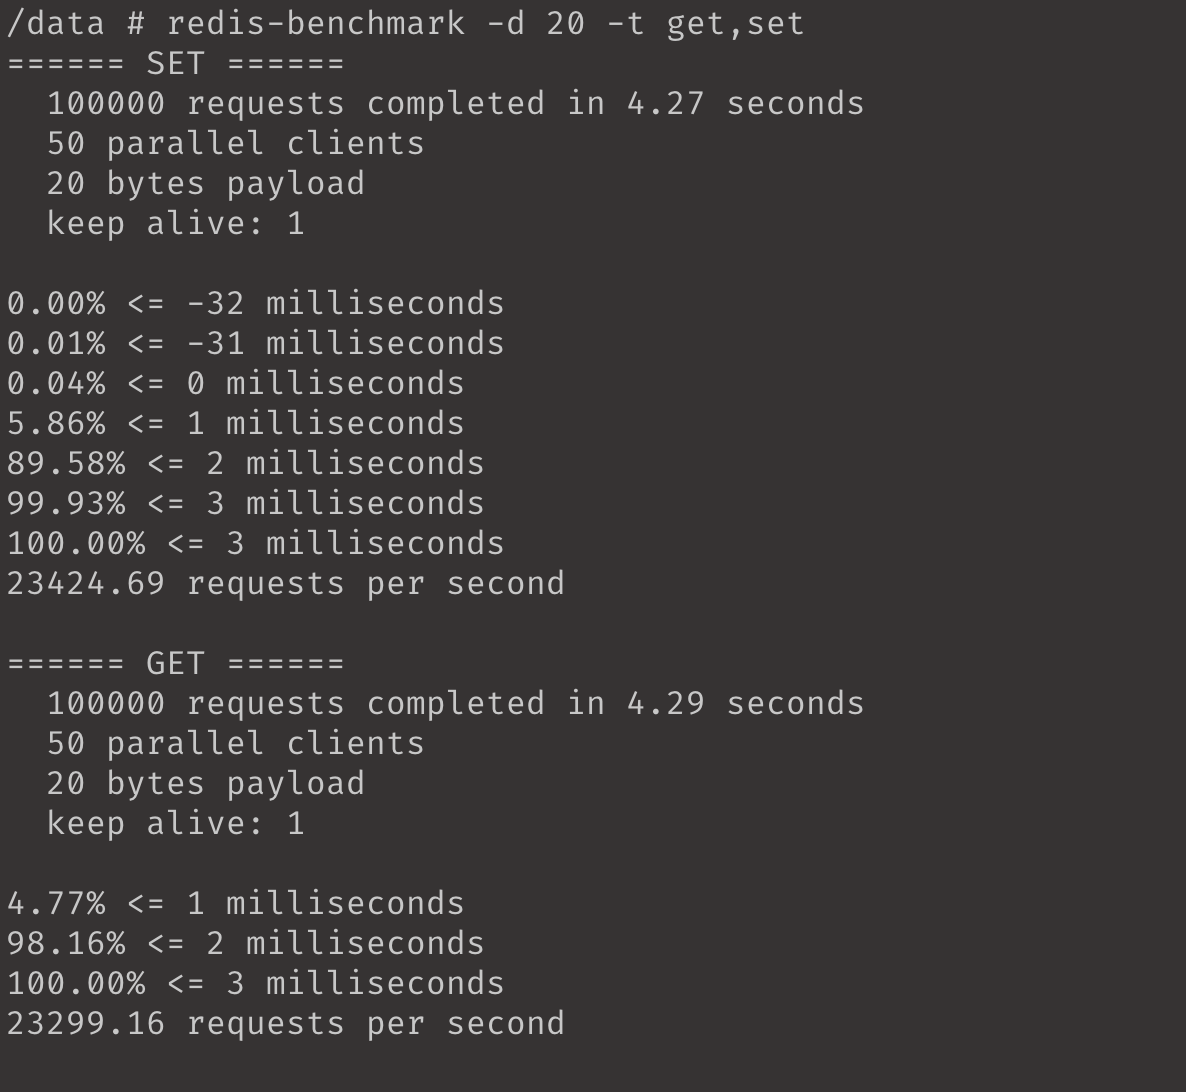 /data # redis-benchmark -d 20 -t get,set
====== SET ======
  100000 requests completed in 4.27 seconds
  50 parallel clients
  20 bytes payload
  keep alive: 1

0.00% <= -32 milliseconds
0.01% <= -31 milliseconds
0.04% <= 0 milliseconds
5.86% <= 1 milliseconds
89.58% <= 2 milliseconds
99.93% <= 3 milliseconds
100.00% <= 3 milliseconds
23424.69 requests per second

====== GET ======
  100000 requests completed in 4.29 seconds
  50 parallel clients
  20 bytes payload
  keep alive: 1

4.77% <= 1 milliseconds
98.16% <= 2 milliseconds
100.00% <= 3 milliseconds
23299.16 requests per second